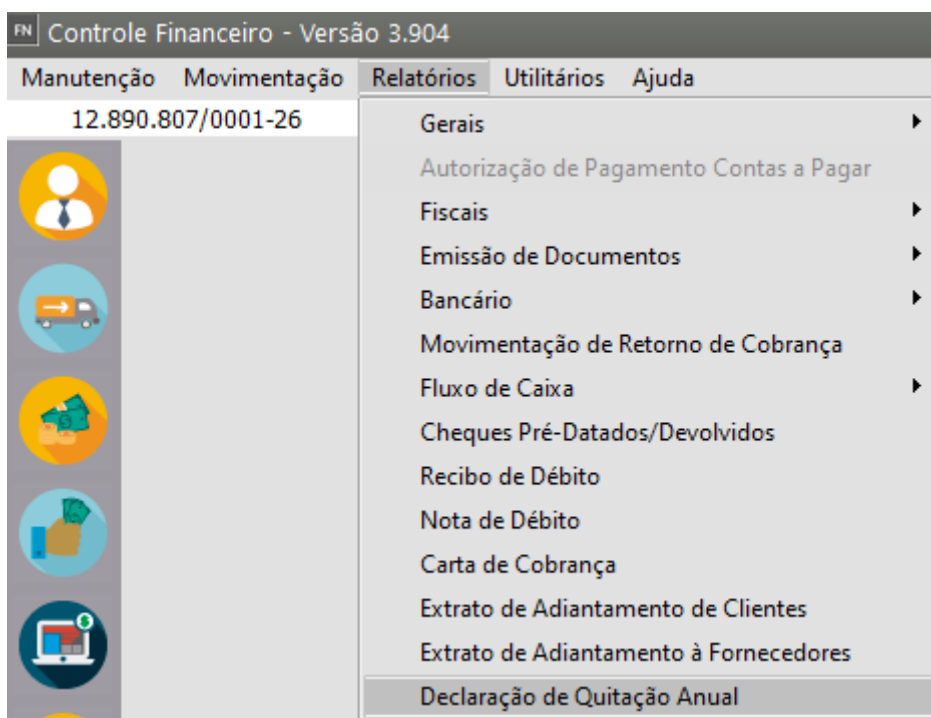 FN Controle Financeiro - Versão 3.904
Manutenção Movimentação Relatórios Utilitários Ajuda
12.890.807/0001-26
Gerais
Autorização de Pagamento Contas a Pagar
Fiscais
Emissão de Documentos
Bancário
Movimentação de Retorno de Cobrança
Fluxo de Caixa
Cheques Pré-Datados/Devolvidos
Recibo de Débito
Nota de Débito
Carta de Cobrança
Extrato de Adiantamento de Clientes
Extrato de Adiantamento à Fornecedores
Declaração de Quitação Anual